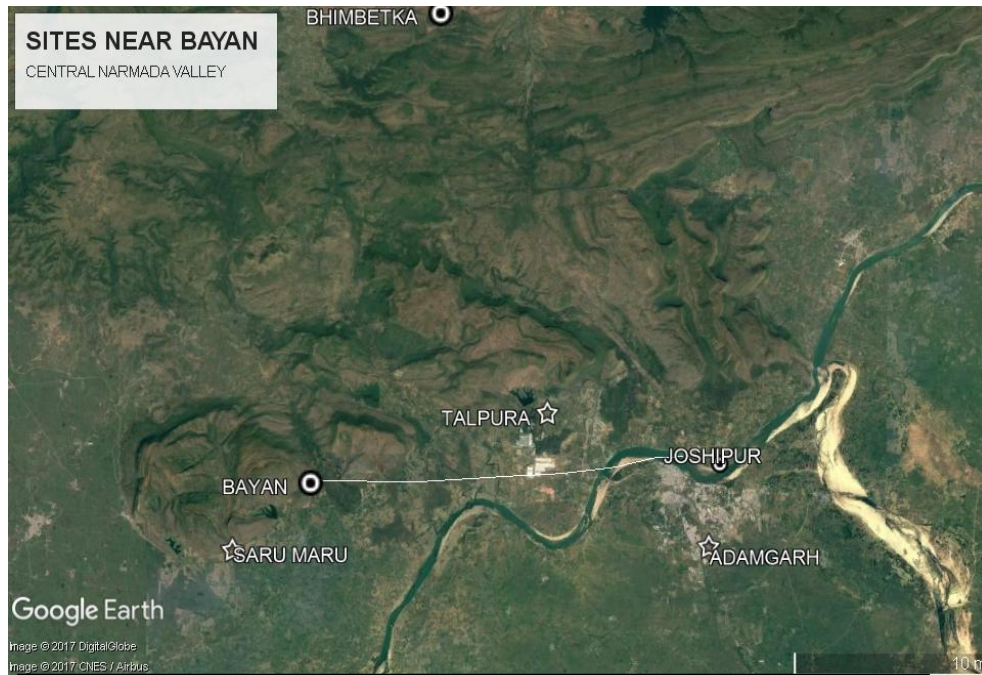 SITES NEAR BAYAN
CENTRAL NARMADA VALLEY
BHIMBETKA
TALPURA
JOSHIPUR
BAYAN
SARU MARU
ADAMGARH
Google Earth
Image © 2017 DigitalGlobe
Image © 2017 CNES / Airbus
10 m